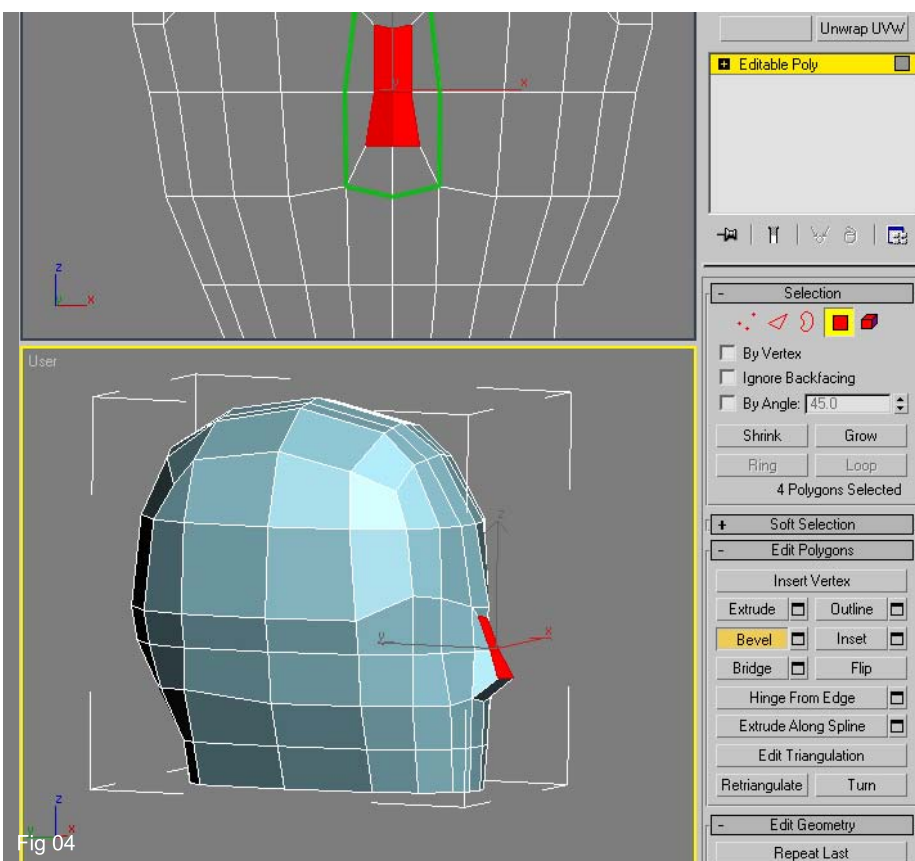 Unwrap UVW
Editable Poly
y x
z
y x
- Selection
By Vertex
Ignore Backfacing
By Angle: 45.0
Shrink Grow
Ring Loop
4 Polygons Selected
+ Soft Selection
- Edit Polygons
Insert Vertex
Extrude Outline
Bevel Inset
Bridge Flip
Hinge From Edge
Extrude Along Spline
Edit Triangulation
Retriangulate Turn
- Edit Geometry
Repeat Last
User
z
y x
z
y x
Fig 04